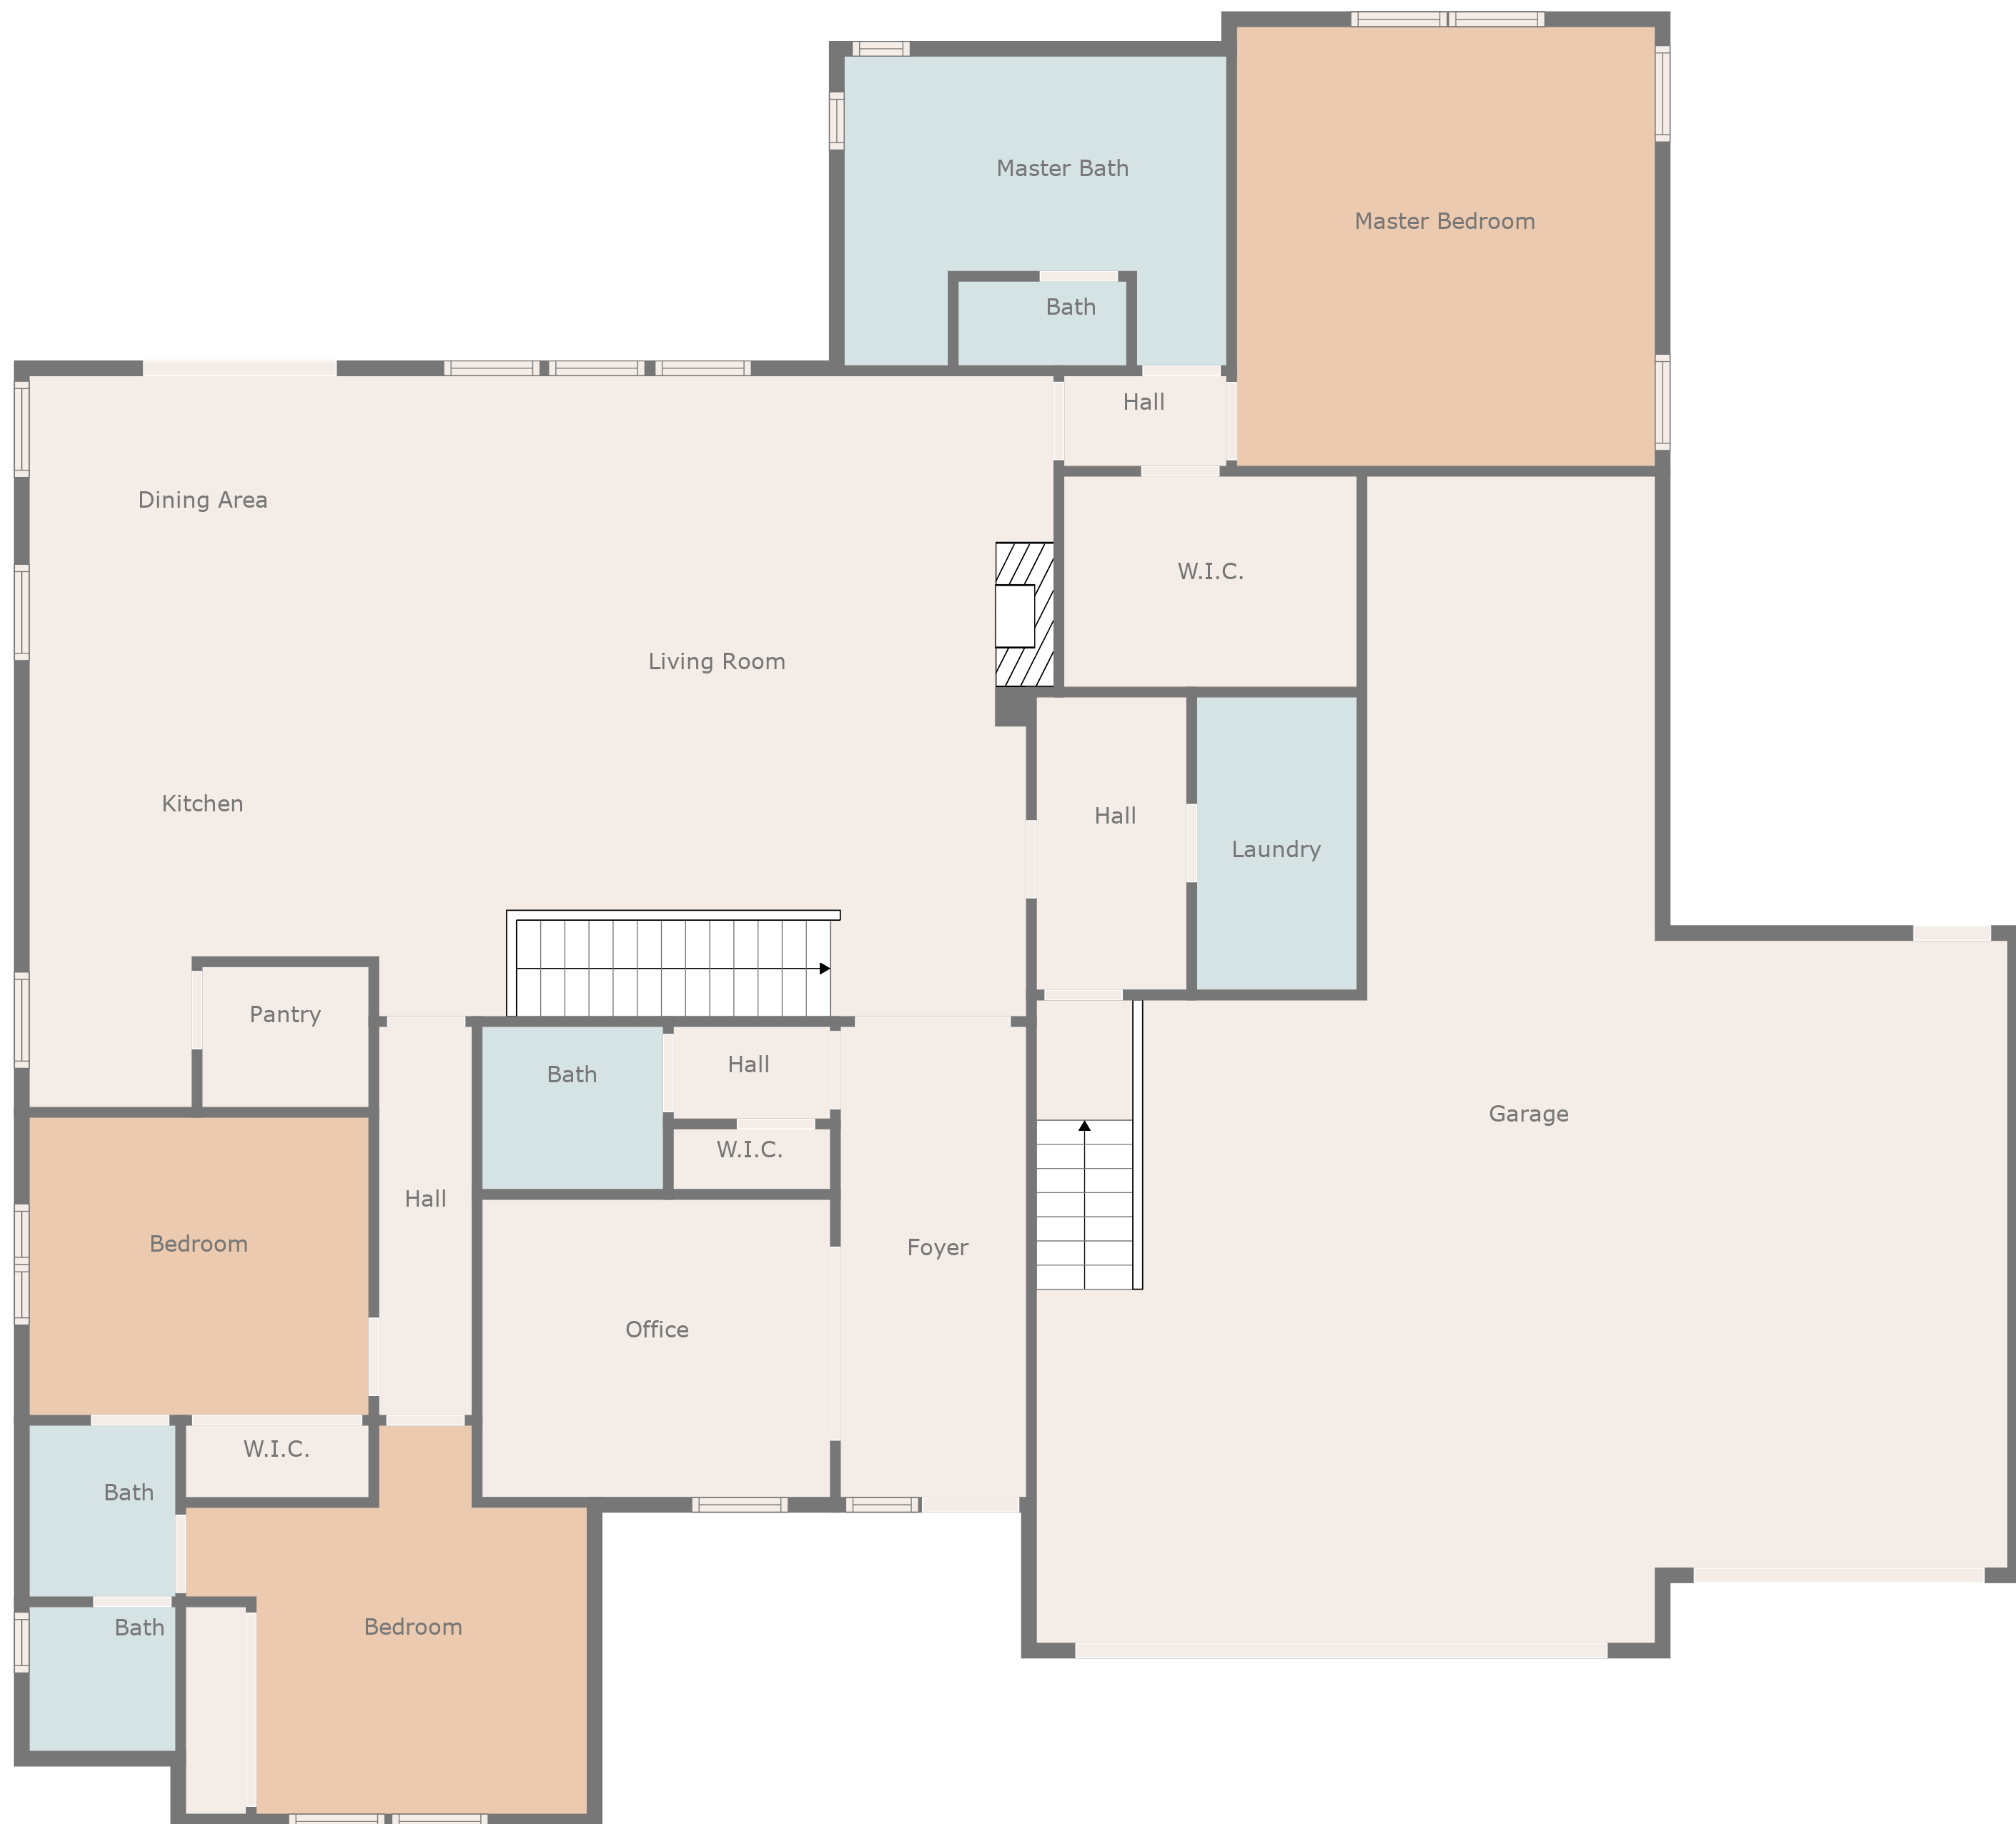 Master Bath
Master Bedroom
Bath
Hall
Dining Area
W.I.C.
Living Room
Kitchen
Hall
Laundry
Pantry
Bath
Hall
Garage
W.I.C.
Hall
Bedroom
Foyer
Office
W.I.C.
Bath
Bath
Bedroom